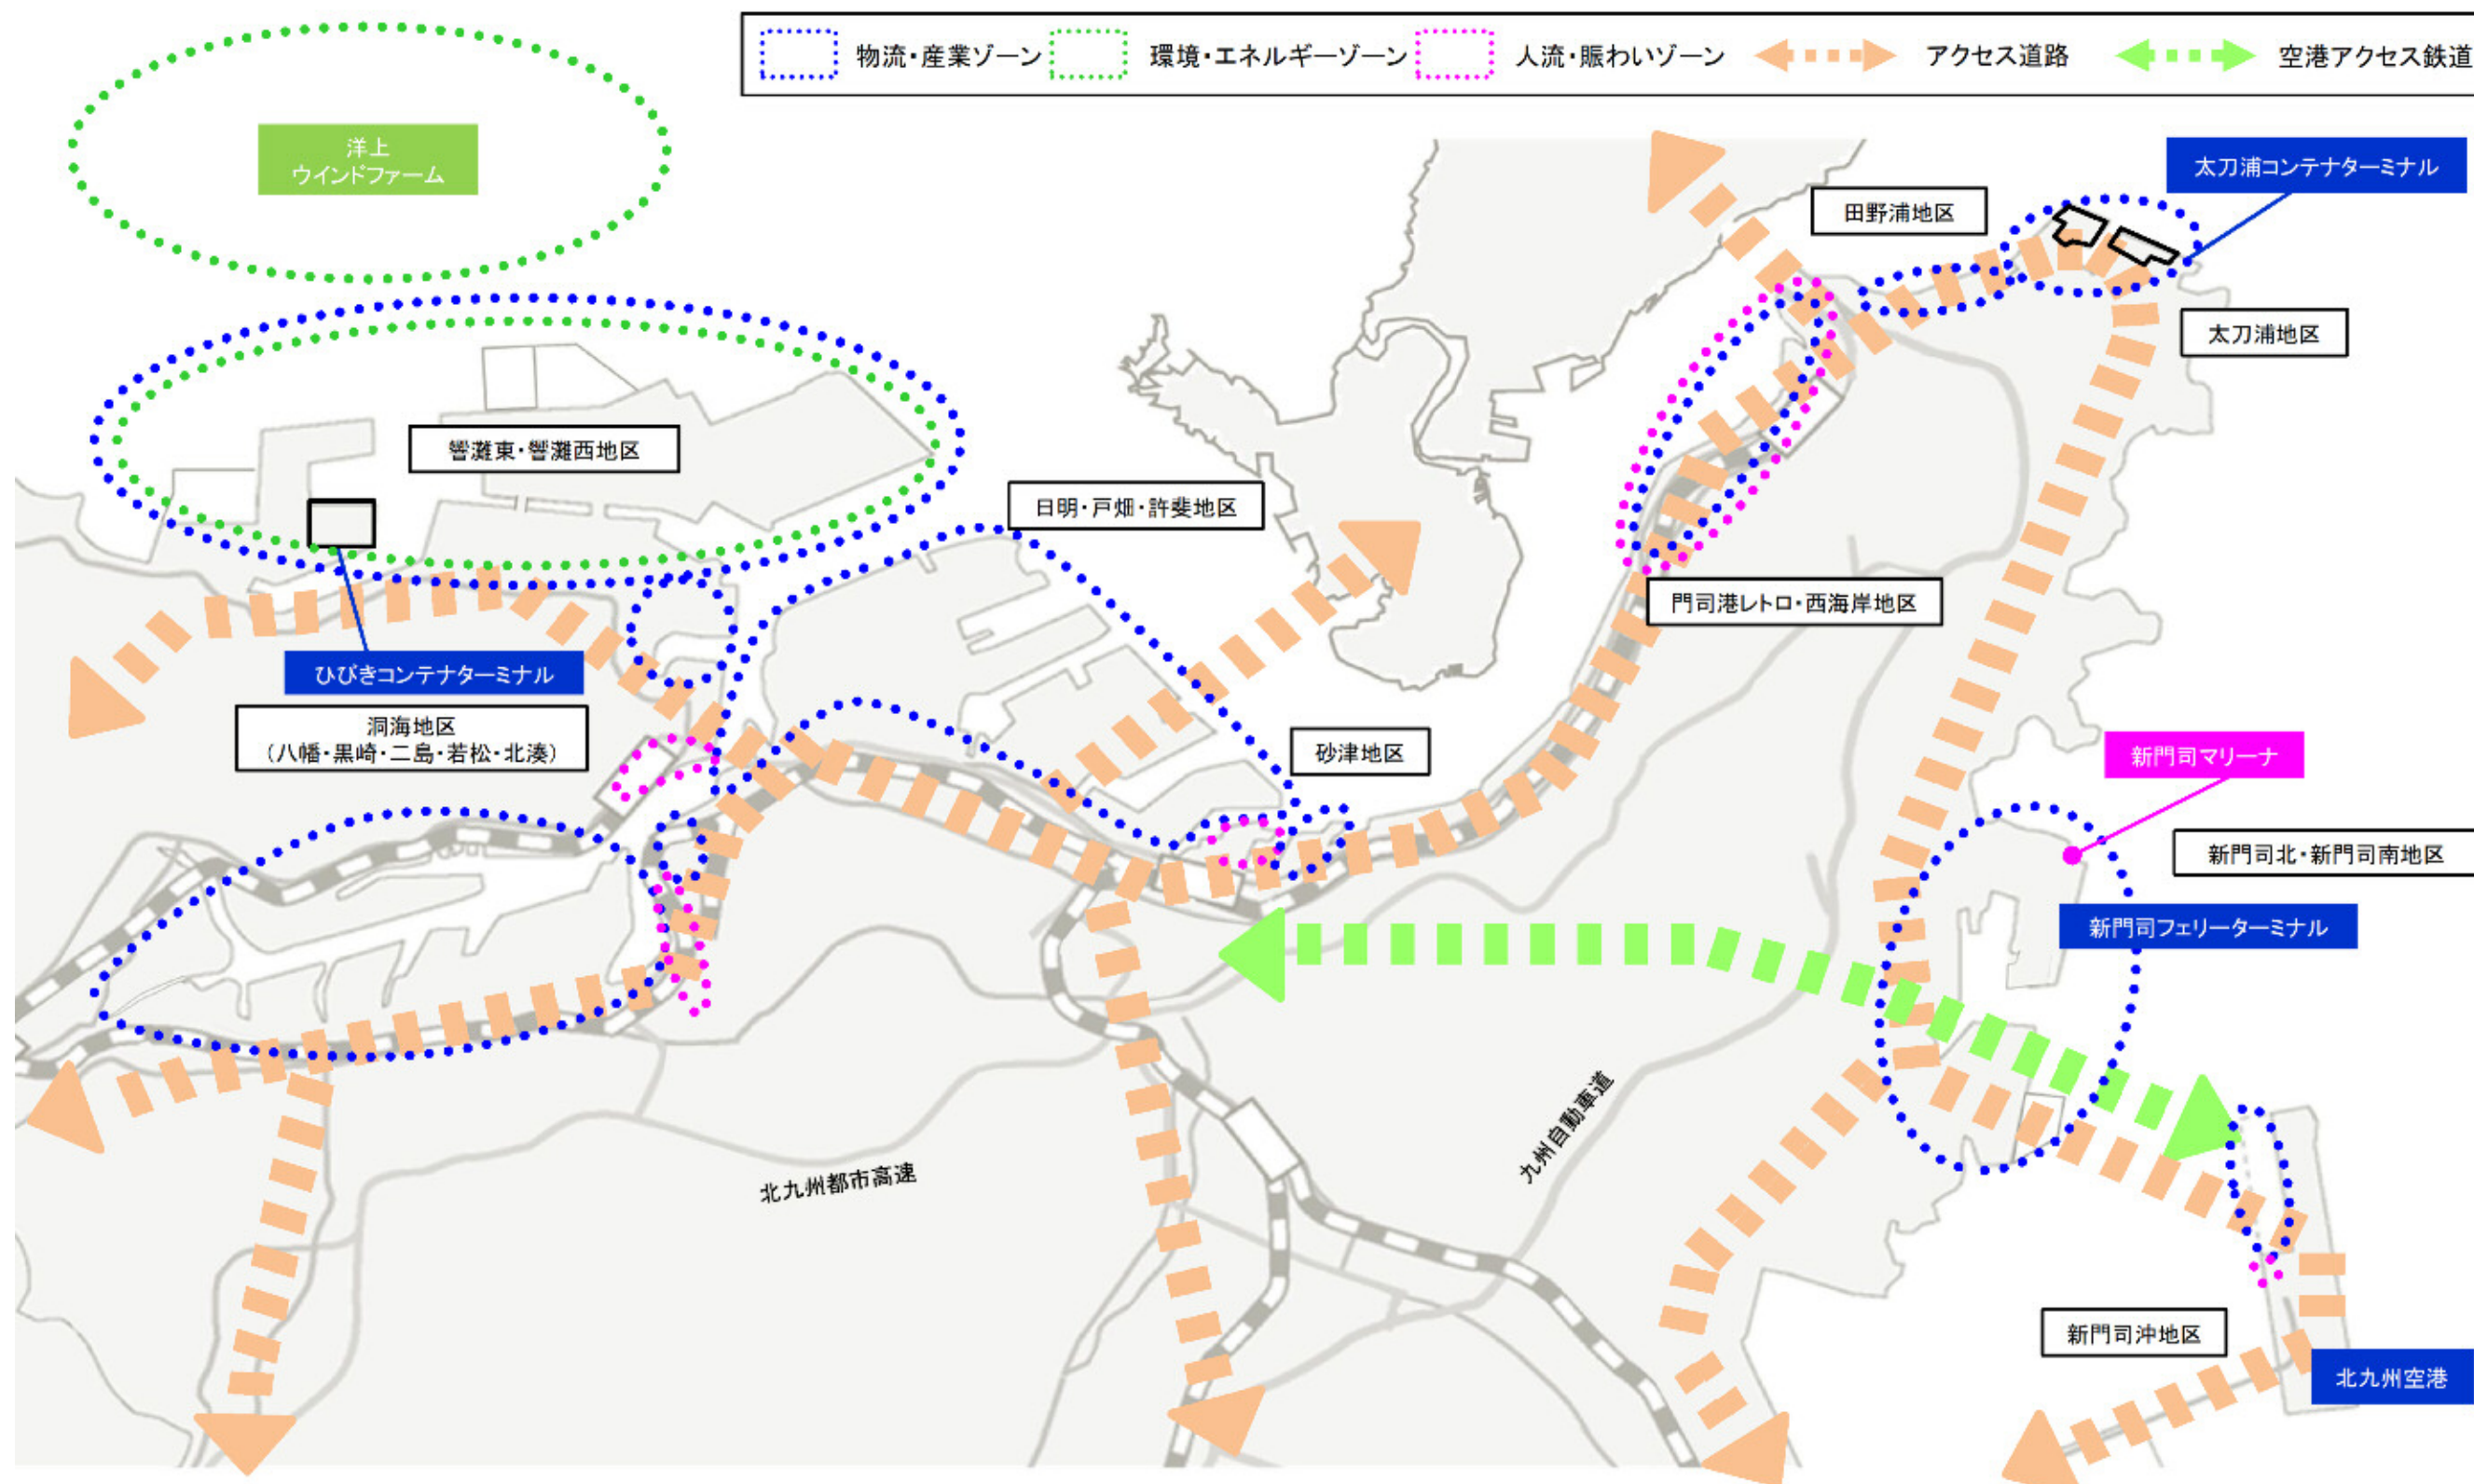 物流・産業ゾーン
環境・エネルギーゾーン
人流・賑わいゾーン
アクセス道路
空港アクセス鉄道
洋上
ウインドファーム
太刀浦コンテナターミナル
田野浦地区
太刀浦地区
響灘東・響灘西地区
日明・戸畑・許斐地区
門司港レトロ・西海岸地区
ひびきコンテナターミナル
洞海地区
（八幡・黒崎・二島・若松・北湊）
砂津地区
新門司マリーナ
新門司北・新門司南地区
新門司フェリーターミナル
九州自動車道
北九州都市高速
新門司沖地区
北九州空港